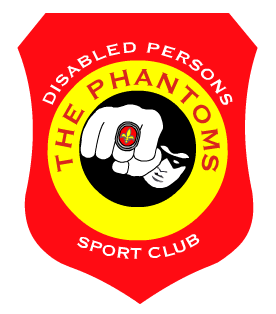 DISABLED PERSONS
THE PHANTOMS
SPORT CLUB